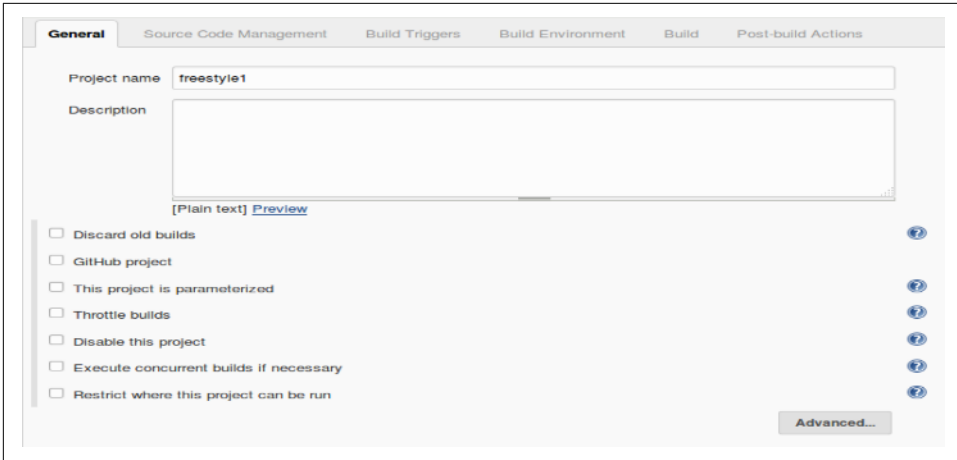 General Source Code Management Build Triggers Build Environment Build Post-build Actions
Project name freestyle1
Description
[Plain text] Preview
Discard old builds
GitHub project
This project is parameterized
Throttle builds
Disable this project
Execute concurrent builds if necessary
Restrict where this project can be run
Advanced...